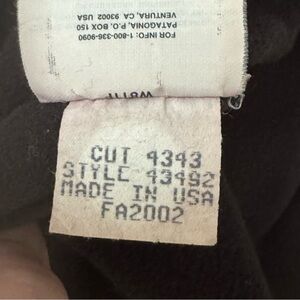 FOR INFO: 1-800-336-9090
PATAGONIA, P.O. BOX 150
VENTURA, CA 93002 USA
CUT 4343
STYLE 43492
MADE IN USA
FA2002